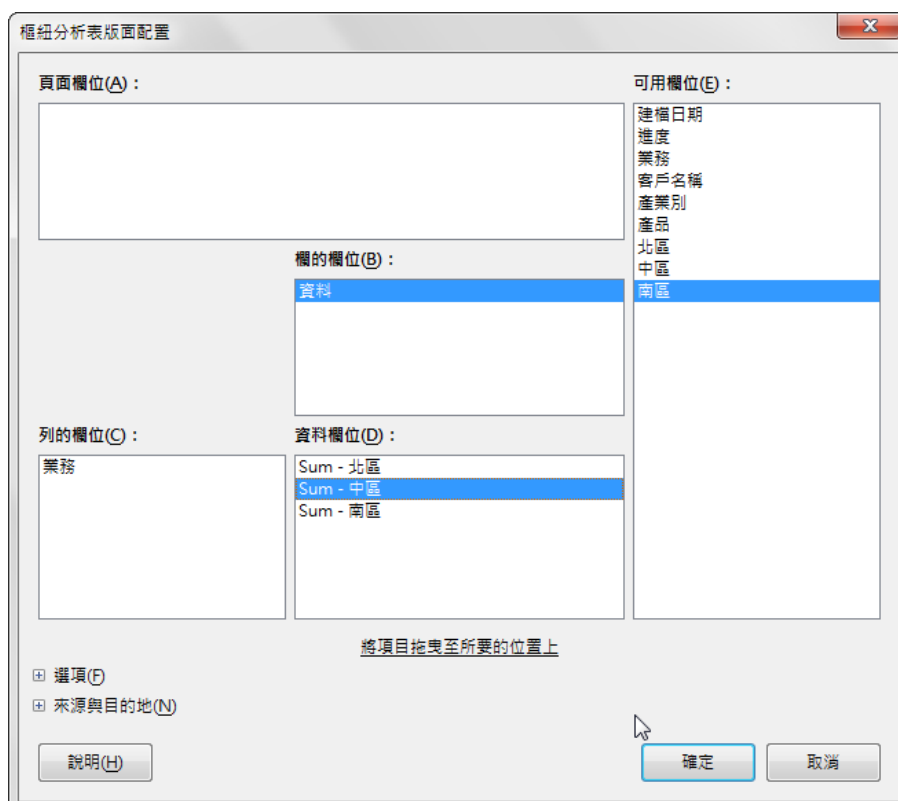 樞紐分析表版面配置
頁面欄位(A)：
可用欄位(E)：
建檔日期
進度
業務
客戶名稱
產業別
產品
北區
中區
南區
欄的欄位(B)：
資料
列的欄位(C)：
業務
資料欄位(D)：
Sum - 北區
Sum - 中區
Sum - 南區
將項目拖曳至所要的位置上
選項(F)
來源與目的地(N)
說明(H)
確定
取消